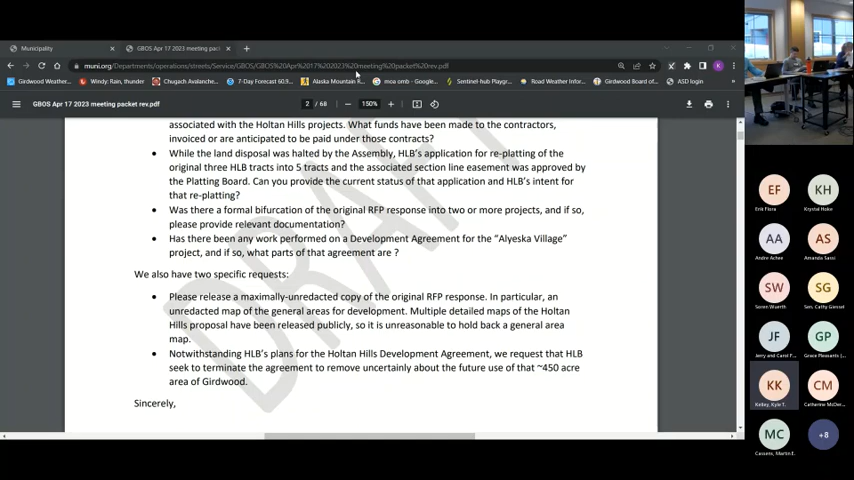 Municipality
GBOS Apr 17 2023 meeting pac
muni.org/Departments/operations/streets/Service/GBOS/GBOS%20Apr%2017%202023%20meeting%20packet%20rev.pdf
Girdwood Weather...
Windy: Rain, thunder
Chugach Avalanche...
7-Day Forecast 60.9...
Alaska Mountain R...
moa omb - Google...
Sentinel-hub Playgr...
Road Weather Infor...
Girdwood Board of...
ASD login
GBOS Apr 17 2023 meeting packet rev.pdf
2 / 68
150%
DRAFT
associated with the Holtan Hills projects. What funds have been made to the contractors,
invoiced or are anticipated to be paid under those contracts?
• While the land disposal was halted by the Assembly, HLB's application for re-platting of the
original three HLB tracts into 5 tracts and the associated section line easement was approved by
the Platting Board. Can you provide the current status of that application and HLB's intent for
that re-platting?
• Was there a formal bifurcation of the original RFP response into two or more projects, and if so,
please provide relevant documentation?
• Has there been any work performed on a Development Agreement for the "Alyeska Village"
project, and if so, what parts of that agreement are ?
We also have two specific requests:
• Please release a maximally-unredacted copy of the original RFP response. In particular, an
unredacted map of the general areas for development. Multiple detailed maps of the Holtan
Hills proposal have been released publicly, so it is unreasonable to hold back a general area
map.
• Notwithstanding HLB's plans for the Holtan Hills Development Agreement, we request that HLB
seek to terminate the agreement to remove uncertainly about the future use of that ~450 acre
area of Girdwood.
Sincerely,
K
EF
Erik Fiora
KH
AA
Andre Achee
AS
Amanda Sassi
SW
SG
Sen. Cathy Giessel
JF
Jerry and Carol F...
GP
Grace Pleasants (...
KK
Kelley, Kyle T.
CM
Catherine McDer...
MC
Cassells, Martin E.
+8